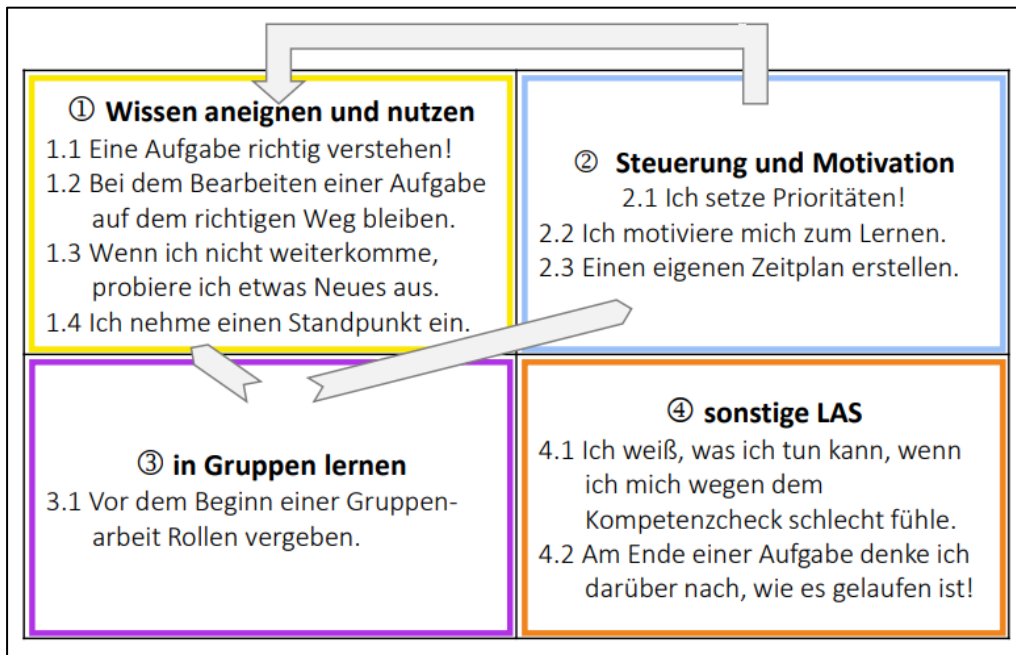 ① Wissen aneignen und nutzen
1.1 Eine Aufgabe richtig verstehen!
1.2 Bei dem Bearbeiten einer Aufgabe
auf dem richtigen Weg bleiben.
1.3 Wenn ich nicht weiterkomme,
probiere ich etwas Neues aus.
1.4 Ich nehme einen Standpunkt ein.
② Steuerung und Motivation
2.1 Ich setze Prioritäten!
2.2 Ich motiviere mich zum Lernen.
2.3 Einen eigenen Zeitplan erstellen.
③ in Gruppen lernen
3.1 Vor dem Beginn einer Gruppen-
arbeit Rollen vergeben.
④ sonstige LAS
4.1 Ich weiß, was ich tun kann, wenn
ich mich wegen dem
Kompetenzcheck schlecht fühle.
4.2 Am Ende einer Aufgabe denke ich
darüber nach, wie es gelaufen ist!